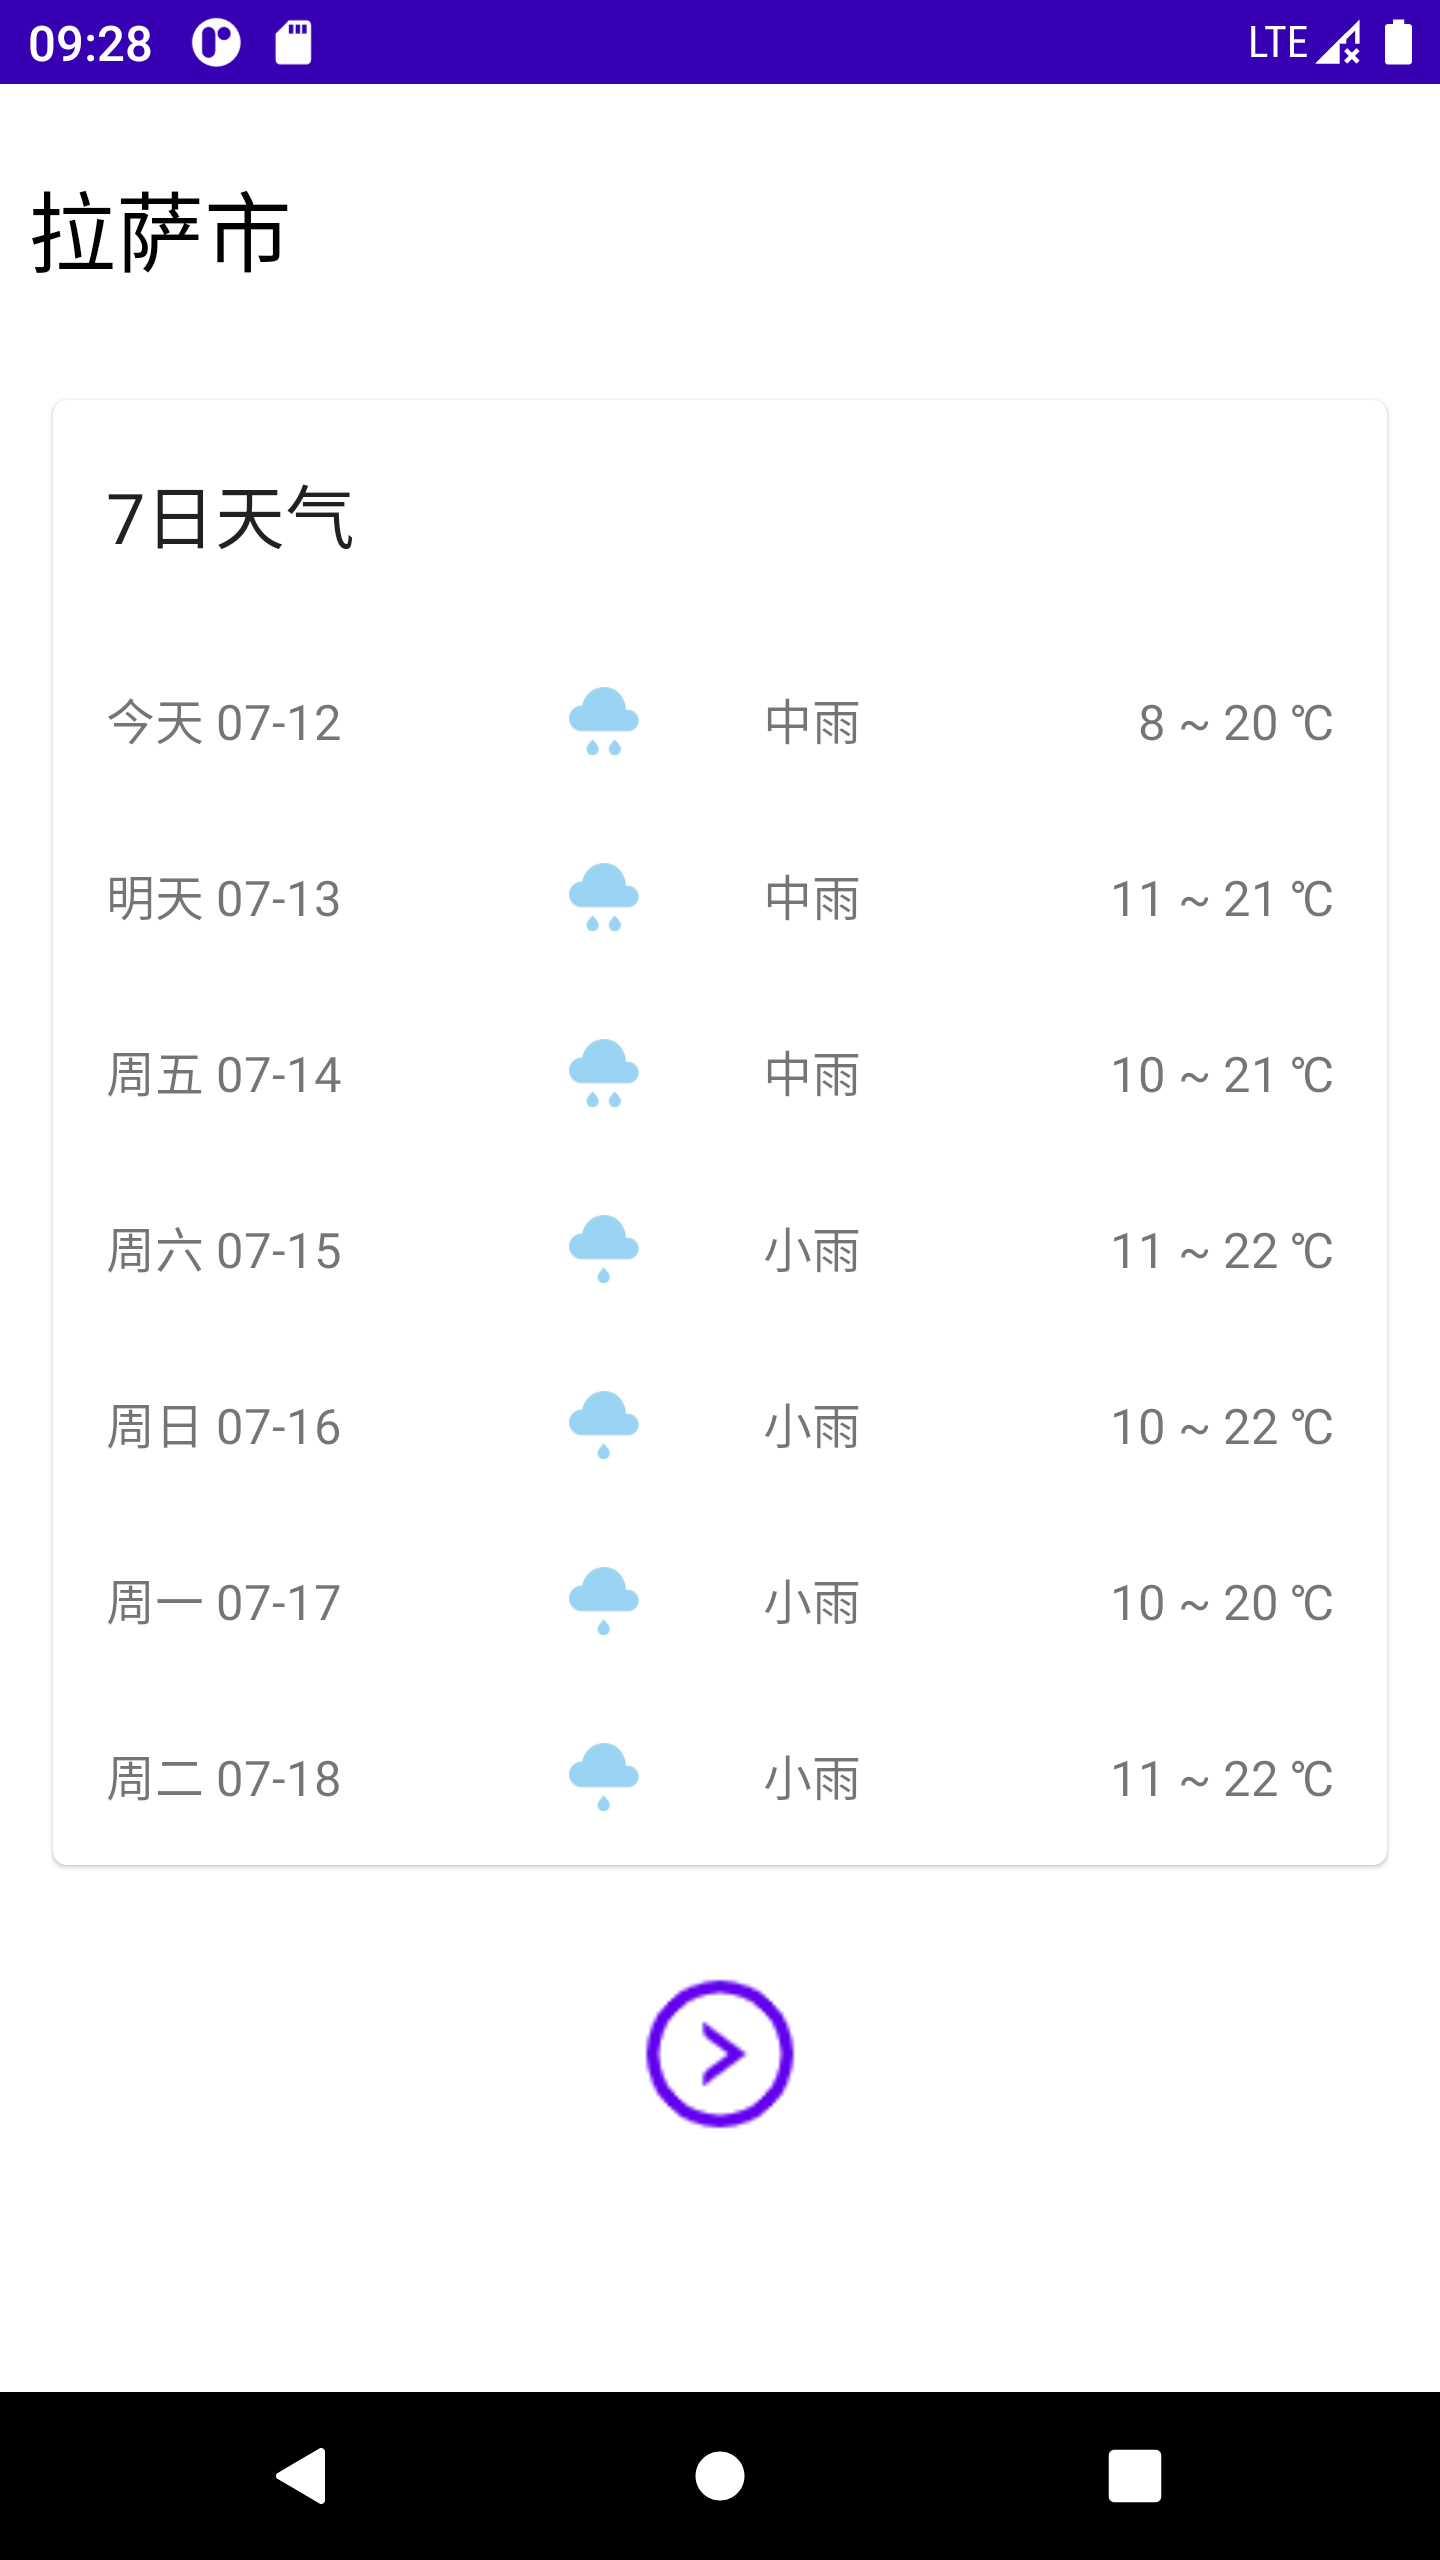 09:28 LTE
拉萨市
7日天气
今天 07-12 中雨 8 ~ 20 ℃
明天 07-13 中雨 11 ~ 21 ℃
周五 07-14 中雨 10 ~ 21 ℃
周六 07-15 小雨 11 ~ 22 ℃
周日 07-16 小雨 10 ~ 22 ℃
周一 07-17 小雨 10 ~ 20 ℃
周二 07-18 小雨 11 ~ 22 ℃